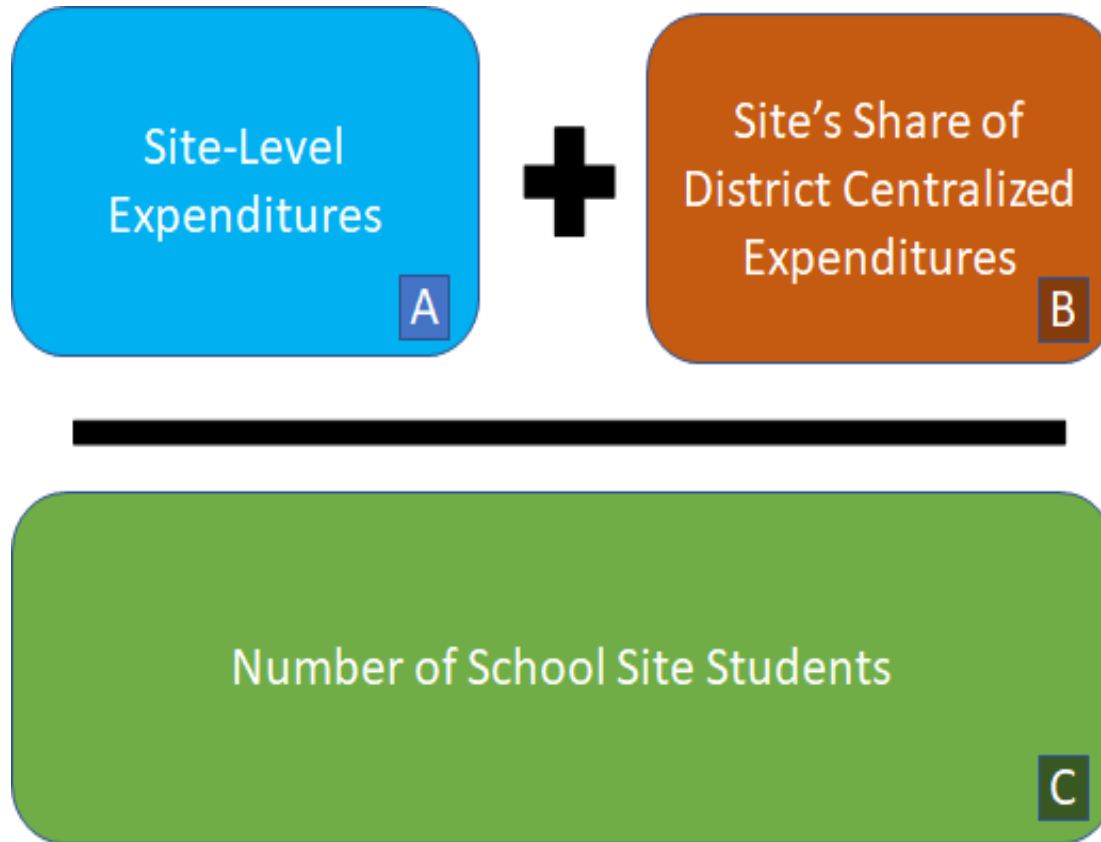 Site-Level
Expenditures
A
Site's Share of
District Centralized
Expenditures
B
Number of School Site Students
C